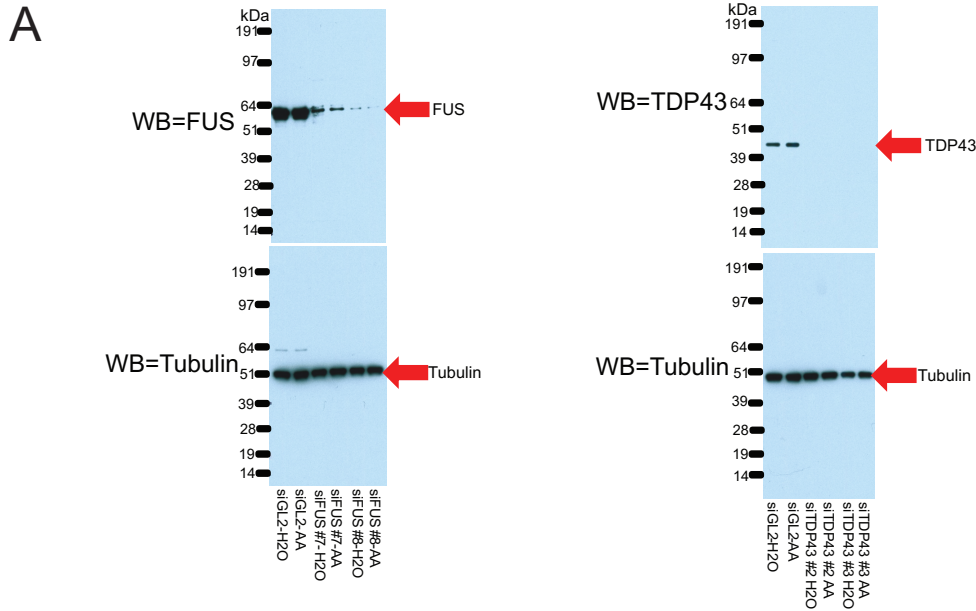 A
kDa
191
97
64
51
39
28
19
14
WB=FUS
FUS
191
97
64
51
39
28
19
14
WB=Tubulin
Tubulin
siGL2-H2O
siGL2-AA
siFUS #7- H2O
siFUS #7-AA
siFUS #8-H2O
siFUS #8-AA
kDa
191
97
64
51
39
28
19
14
WB=TDP43
TDP43
191
97
64
51
39
28
19
14
WB=Tubulin
Tubulin
siGL2-H2O
siGL2-AA
siTDP43 #2 H2O
siTDP43 #2 AA
siTDP43 #3 H2O
siTDP43 #3 AA